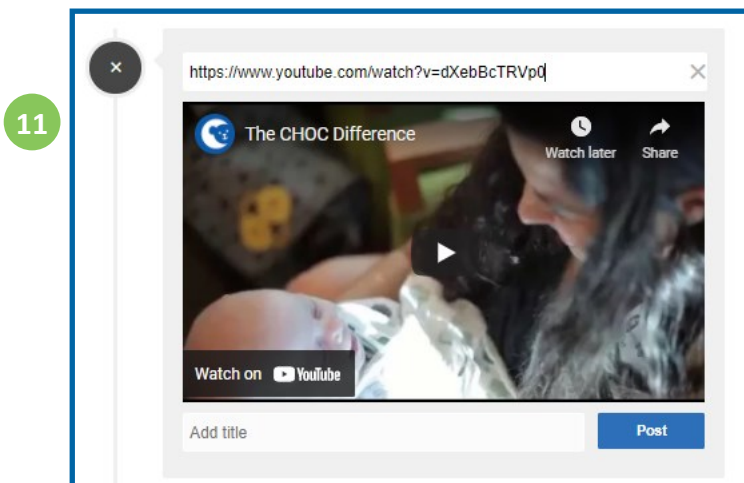 https://www.youtube.com/watch?v=dXebBcTRVp0
11
The CHOC Difference
Watch later Share
Watch on YouTube
Add title Post